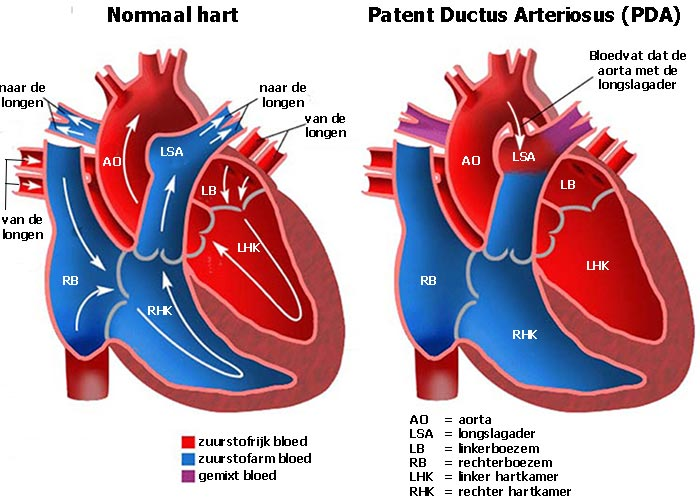 Normaal hart
naar de
longen
naar de
longen
van de
longen
van de
longen
AO
LSA
LB
LHK
RB
RHK
zuurstofrijk bloed
zuurstofarm bloed
gemixt bloed
Patent Ductus Arteriosus (PDA)
Bloedvat dat de
aorta met de
longslagader
AO
LSA
LB
LHK
RB
RHK
AO = aorta
LSA = longslagader
LB = linkerboezem
RB = rechterboezem
LHK = linker hartkamer
RHK = rechter hartkamer